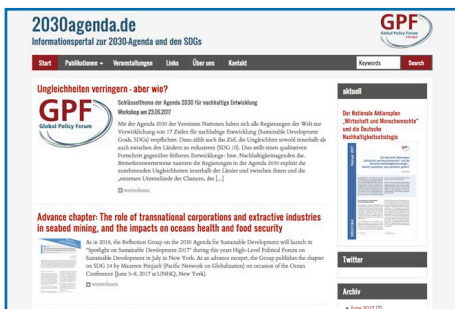 2030agenda.de
Informationsportal zur 2030-Agenda und den SDGs
GPF
Global Policy Forum
Europe
Start Publikationen Veranstaltungen Links Über uns Kontakt
Keywords Search
Ungleichheiten verringern - aber wie?
GPF
Global Policy Forum
Schlüsselthema der Agenda 2030 für nachhaltige Entwicklung
Workshop am 23.06.2017
Mit der Agenda 2030 der Vereinten Nationen haben sich alle Regierungen der Welt zur
Verwirklichung von 17 Zielen für nachhaltige Entwicklung (Sustainable Development
Goals, SDGs) verpflichtet. Dazu zählt auch das Ziel, die Ungleichheit sowohl innerhalb als
auch zwischen den Ländern zu reduzieren (SDG 10). Dies stellt einen qualitativen
Fortschritt gegenüber früheren Entwicklungs- bzw. Nachhaltigkeitsagenden dar.
Bemerkenswerterweise nannten die Regierungen in der Agenda 2030 explizit die
zunehmenden Ungleichheiten innerhalb der Länder und zwischen ihnen und die
„enormen Unterschiede der Chancen, des [...]
weiterlesen
Advance chapter: The role of transnational corporations and extractive industries
in seabed mining, and the impacts on oceans health and food security
As in 2016, the Reflection Group on the 2030 Agenda for Sustainable Development will launch its
"Spotlight on Sustainable Development 2017" during this years High-Level Political Forum on
Sustainable Development in July in New York. As an advance excerpt, the Group publishes the chapter
on SDG 14 by Maureen Penjueli (Pacific Network on Globalisation) on occasion of the Ocean
Conference (June 5-9, 2017 at UNHQ, New York).
weiterlesen
aktuell
Der Nationale Aktionsplan
„Wirtschaft und Menschenrechte"
und die Deutsche
Nachhaltigkeitsstrategie
Twitter
Archiv
June 2017 (2)